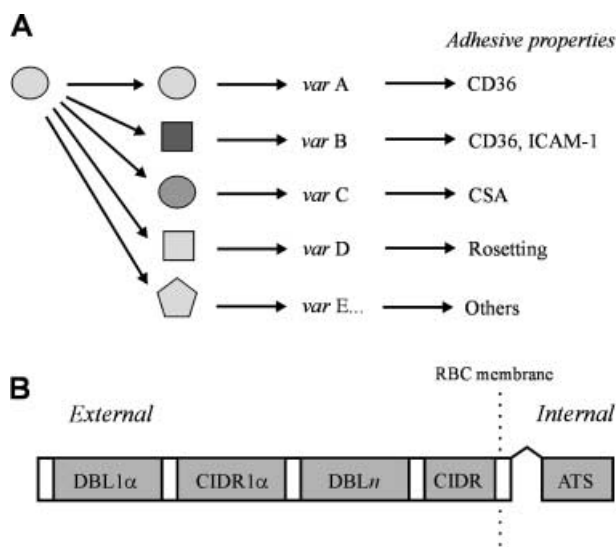 A
Adhesive properties
var A
CD36
var B
CD36, ICAM-1
var C
CSA
var D
Rosetting
var E...
Others
B
RBC membrane
External
Internal
DBL1α
CIDR1α
DBLn
CIDR
ATS